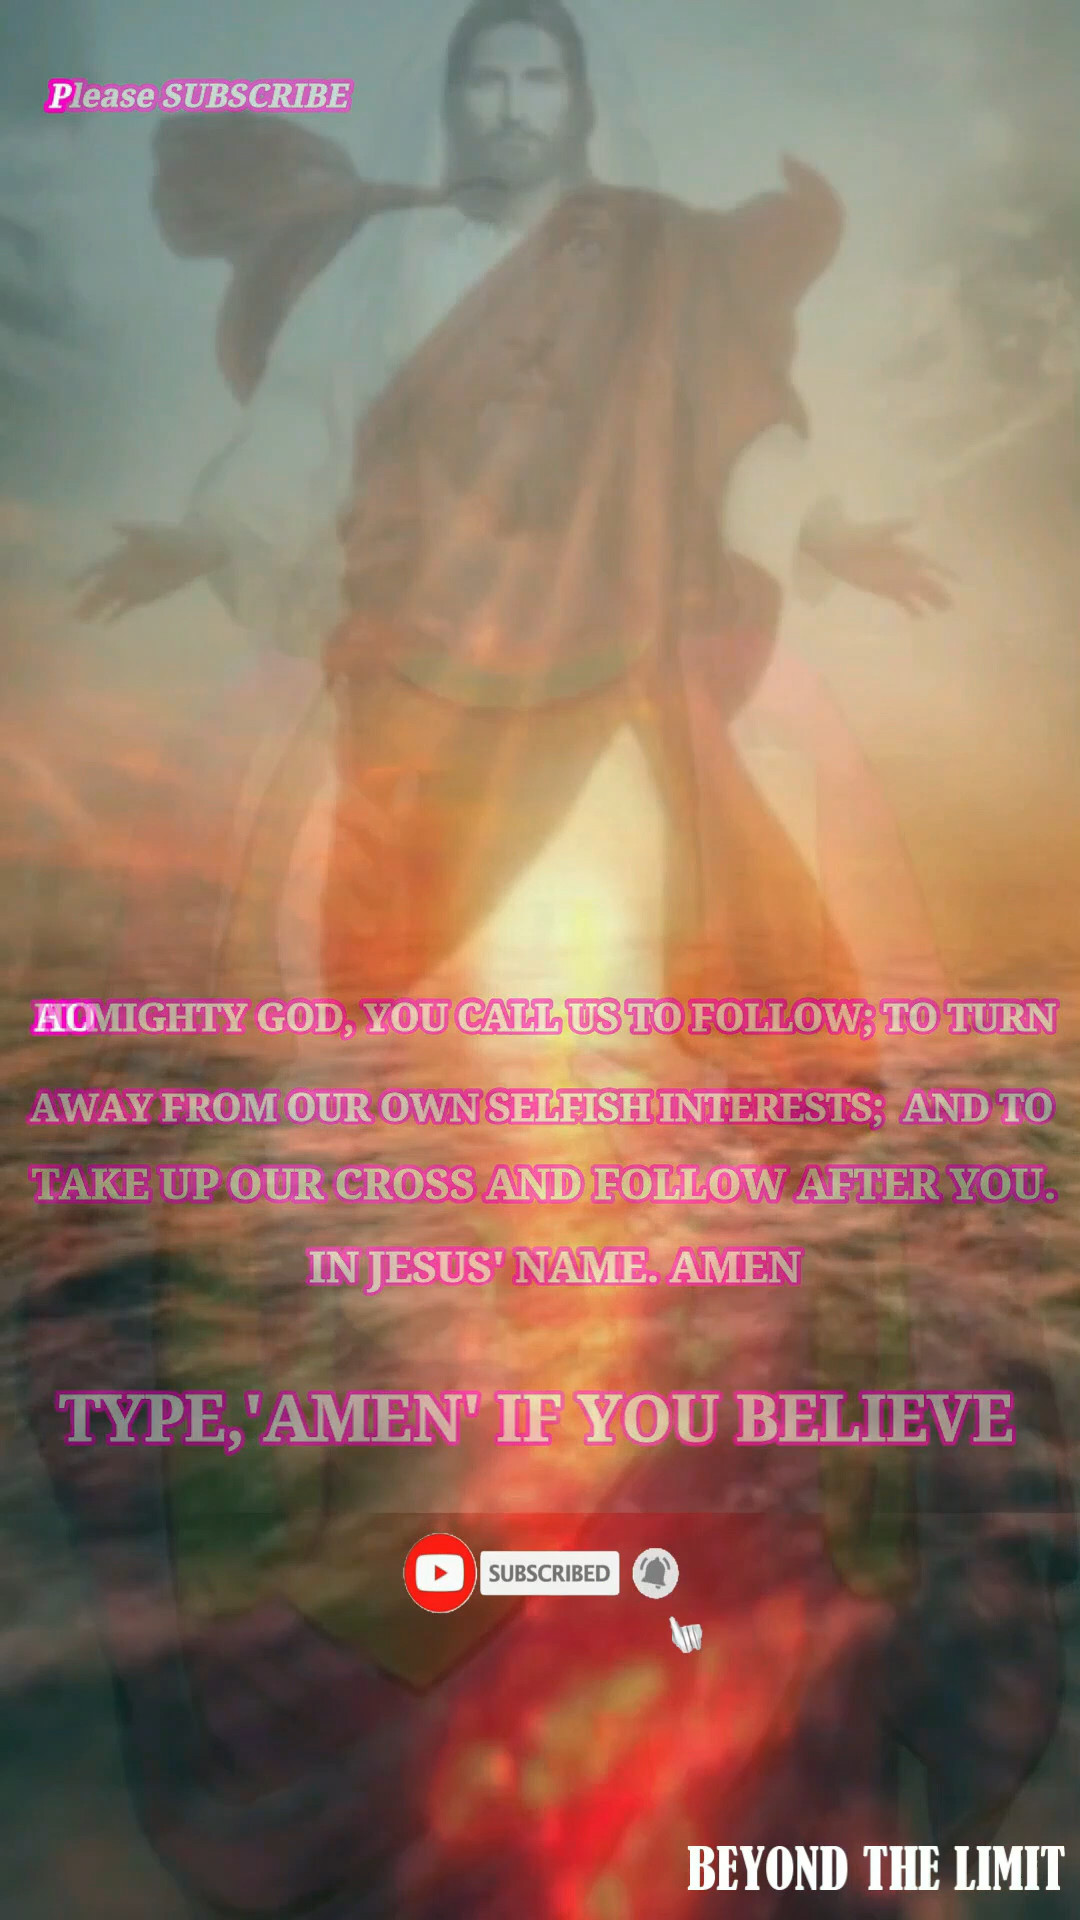 Please SUBSCRIBE
MIGHTY GOD, YOU CALL US TO FOLLOW; TO TURN
AWAY FROM OUR OWN SELFISH INTERESTS; AND TO
TAKE UP OUR CROSS AND FOLLOW AFTER YOU.
IN JESUS' NAME. AMEN
TYPE,'AMEN' IF YOU BELIEVE
SUBSCRIBED
BEYOND THE LIMIT